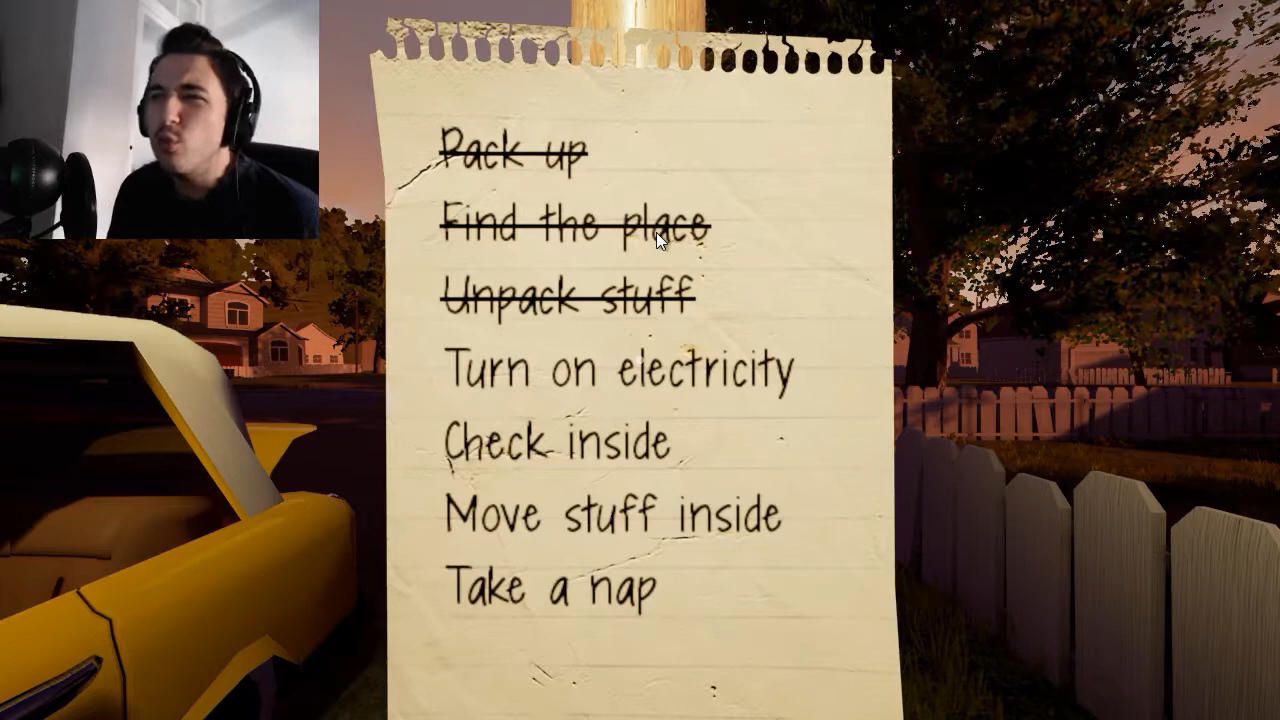 Pack up
Find the place
Unpack stuff
Turn on electricity
Check inside
Move stuff inside
Take a nap